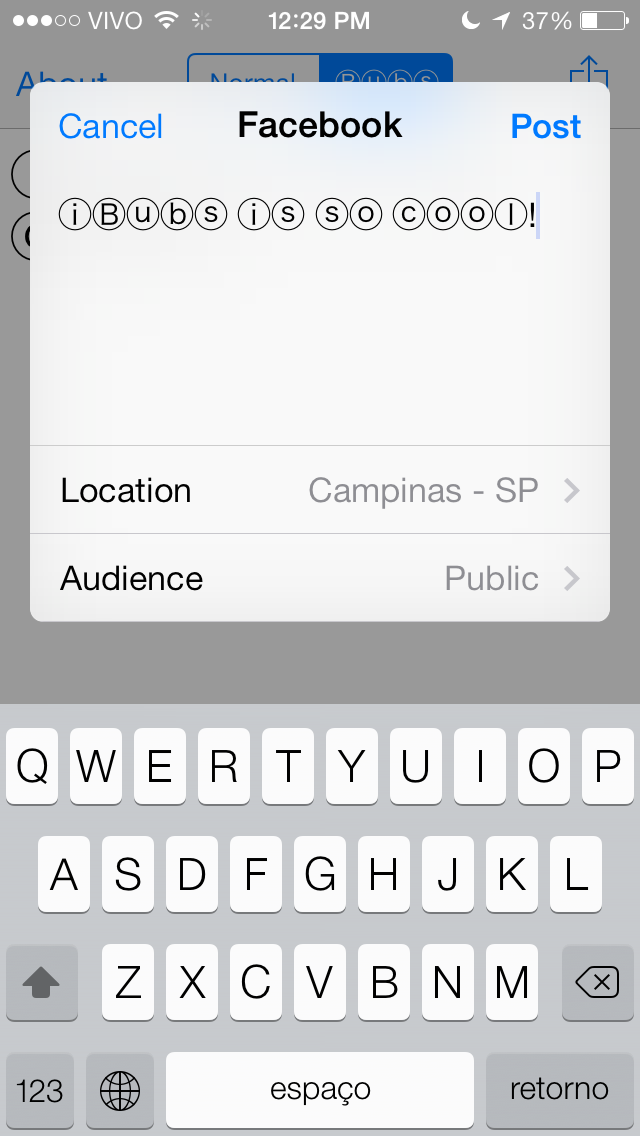 VIVO 12:29 PM 37%
About Normal Ⓑⓤⓑⓢ
Cancel Facebook Post
ⓘⒷⓤⓑⓢ ⓘⓢ ⓢⓞ ⓒⓞⓞⓛ!
Location Campinas - SP
Audience Public
Q W E R T Y U I O P
A S D F G H J K L
Z X C V B N M
123 espaço retorno